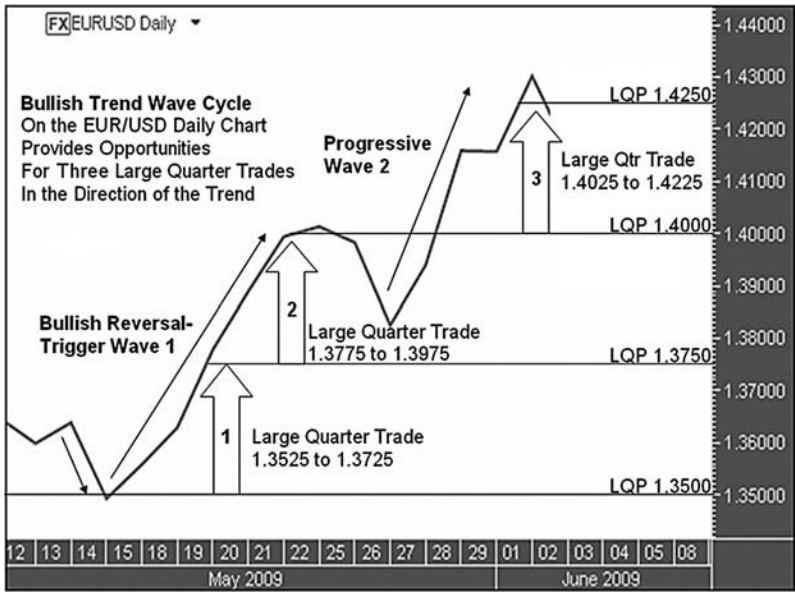 FX EURUSD Daily
Bullish Trend Wave Cycle
On the EUR/USD Daily Chart
Provides Opportunities
For Three Large Quarter Trades
In the Direction of the Trend
Progressive
Wave 2
Bullish Reversal-
Trigger Wave 1
LQP 1.4250
3
Large Qtr Trade
1.4025 to 1.4225
LQP 1.4000
2
Large Quarter Trade
1.3775 to 1.3975
LQP 1.3750
1
Large Quarter Trade
1.3525 to 1.3725
LQP 1.3500
1.44000
1.43000
1.42000
1.41000
1.40000
1.39000
1.38000
1.37000
1.36000
1.35000
12 13 14 15 18 19 20 21 22 25 26 27 28 29 01 02 03 04 05 08
May 2009 June 2009